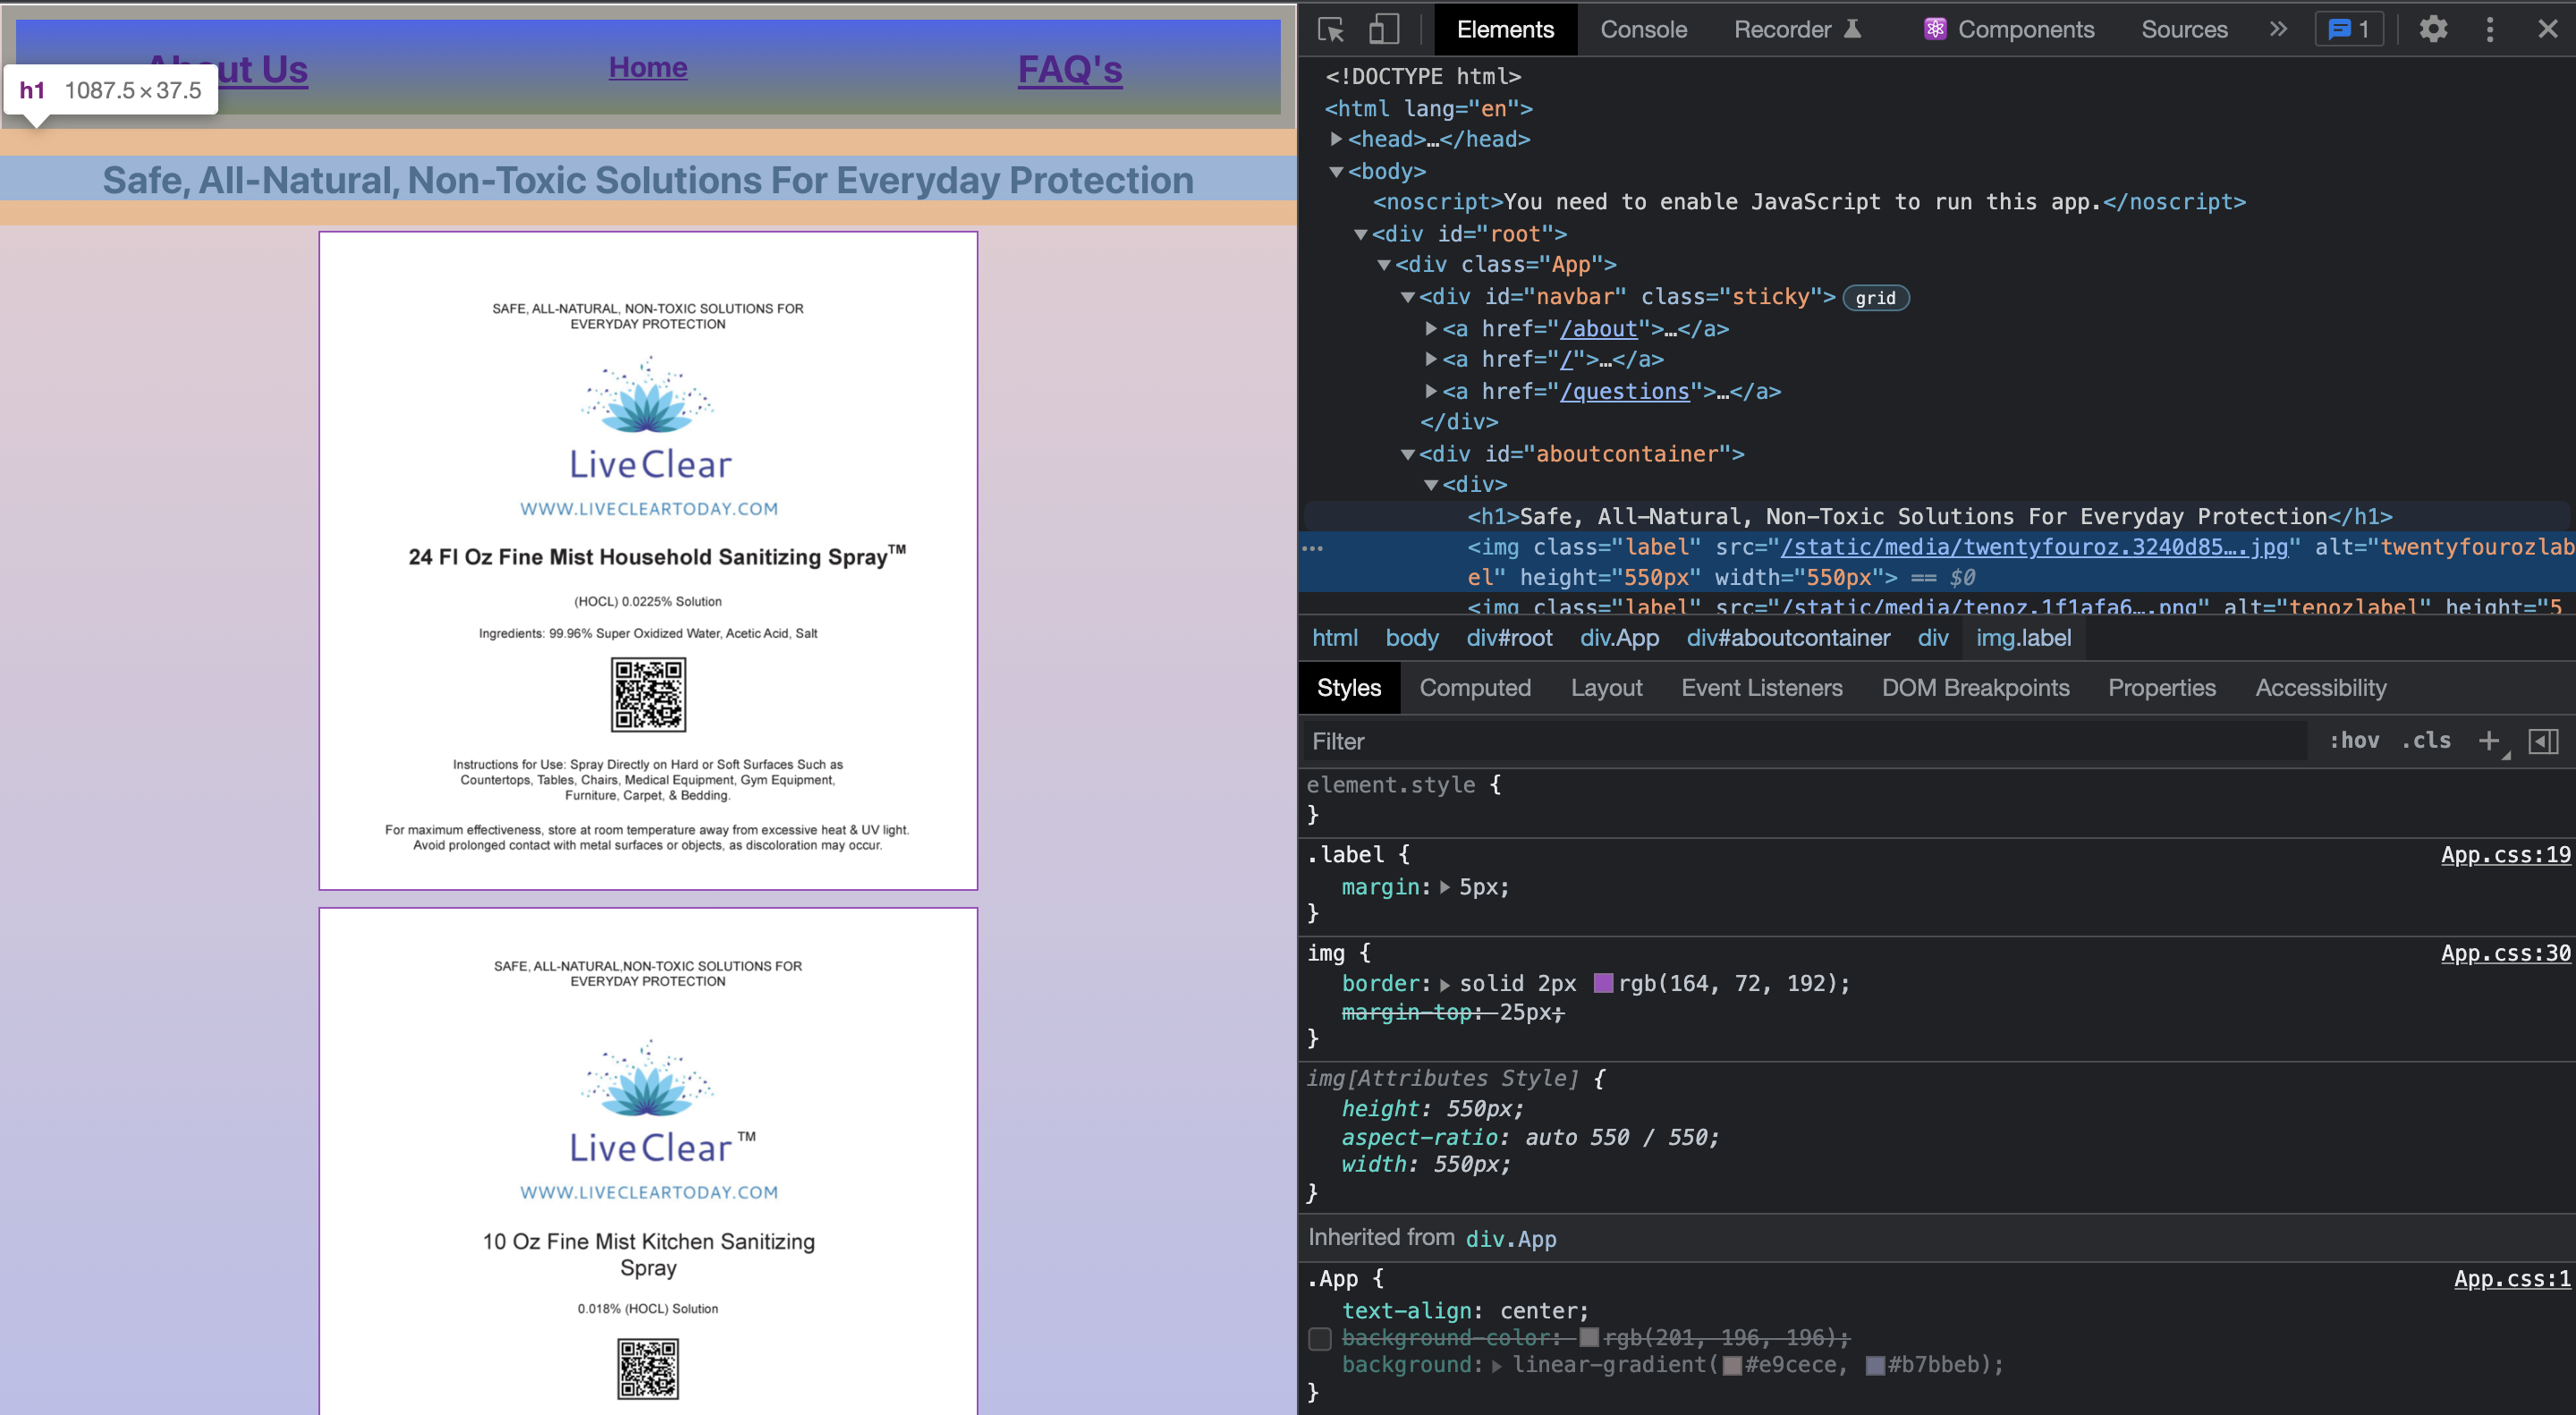 About Us
Home
FAQ's
h1 1087.5×37.5
Safe, All-Natural, Non-Toxic Solutions For Everyday Protection
SAFE, ALL-NATURAL, NON-TOXIC SOLUTIONS FOR
EVERYDAY PROTECTION
LiveClear
WWW.LIVECLEARTODAY.COM
24 Fl Oz Fine Mist Household Sanitizing Spray™
(HOCL) 0.0225% Solution
Ingredients: 99.96% Super Oxidized Water, Acetic Acid, Salt
Instructions for Use: Spray Directly on Hard or Soft Surfaces Such as
Countertops, Tables, Chairs, Medical Equipment, Gym Equipment,
Furniture, Carpet, & Bedding.
For maximum effectiveness, store at room temperature away from excessive heat & UV light.
Avoid prolonged contact with metal surfaces or objects, as discoloration may occur.
SAFE, ALL-NATURAL,NON-TOXIC SOLUTIONS FOR
EVERYDAY PROTECTION
LiveClear™
WWW.LIVECLEARTODAY.COM
10 Oz Fine Mist Kitchen Sanitizing
Spray
0.018% (HOCL) Solution
Elements Console Recorder Components Sources » 1
<!DOCTYPE html>
<html lang="en">
<head>…</head>
<body>
<noscript>You need to enable JavaScript to run this app.</noscript>
<div id="root">
<div class="App">
<div id="navbar" class="sticky"> grid
<a href="/about">…</a>
<a href="/">…</a>
<a href="/questions">…</a>
</div>
<div id="aboutcontainer">
<div>
<h1>Safe, All-Natural, Non-Toxic Solutions For Everyday Protection</h1>
<img class="label" src="/static/media/twentyfouroz.3240d85….jpg" alt="twentyfourozlab
el" height="550px" width="550px"> == $0
<img class="label" src="/static/media/tenoz.1f1afa6….png" alt="tenozlabel" height="5
html body div#root div.App div#aboutcontainer div img.label
Styles Computed Layout Event Listeners DOM Breakpoints Properties Accessibility
Filter :hov .cls +
element.style {
}
.label { App.css:19
margin: 5px;
}
img { App.css:30
border: solid 2px rgb(164, 72, 192);
margin-top: 25px;
}
img[Attributes Style] {
height: 550px;
aspect-ratio: auto 550 / 550;
width: 550px;
}
Inherited from div.App
.App { App.css:1
text-align: center;
background-color: rgb(201, 196, 196);
background: linear-gradient(#e9cece, #b7bbeb);
}